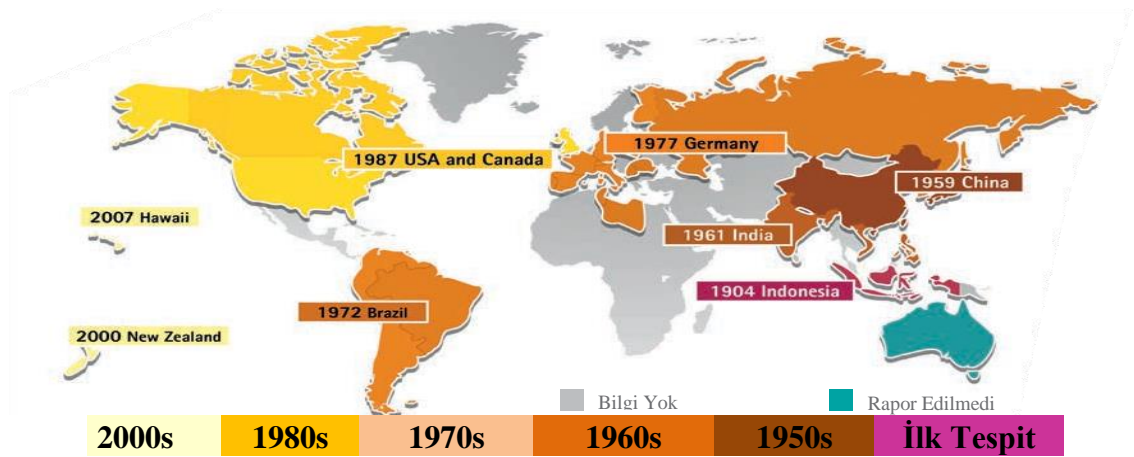 1977 Germany
1987 USA and Canada
1959 China
2007 Hawaii
1961 India
1904 Indonesia
1972 Brazil
2000 New Zealand
Bilgi Yok
Rapor Edilmedi
2000s
1980s
1970s
1960s
1950s
İlk Tespit